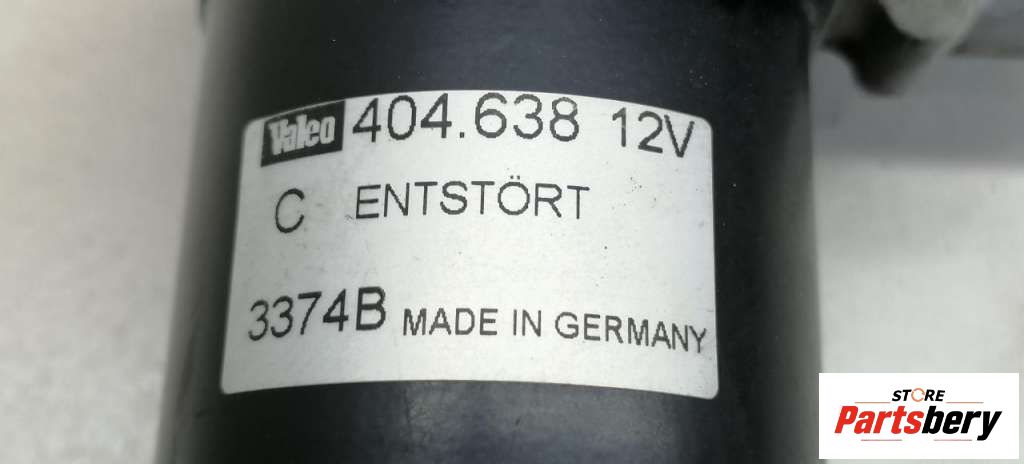 Valeo 404.638 12V
C ENTSTÖRT
3374B MADE IN GERMANY
STORE
Partsbery